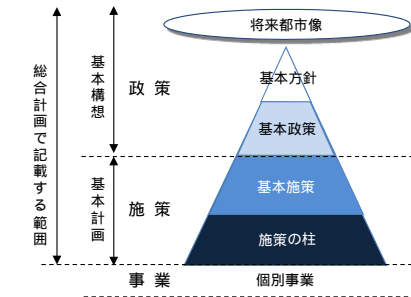 将来都市像
総合計画で記載する範囲
基本構想
政策
基本方針
基本政策
基本計画
施策
基本施策
施策の柱
事業
個別事業